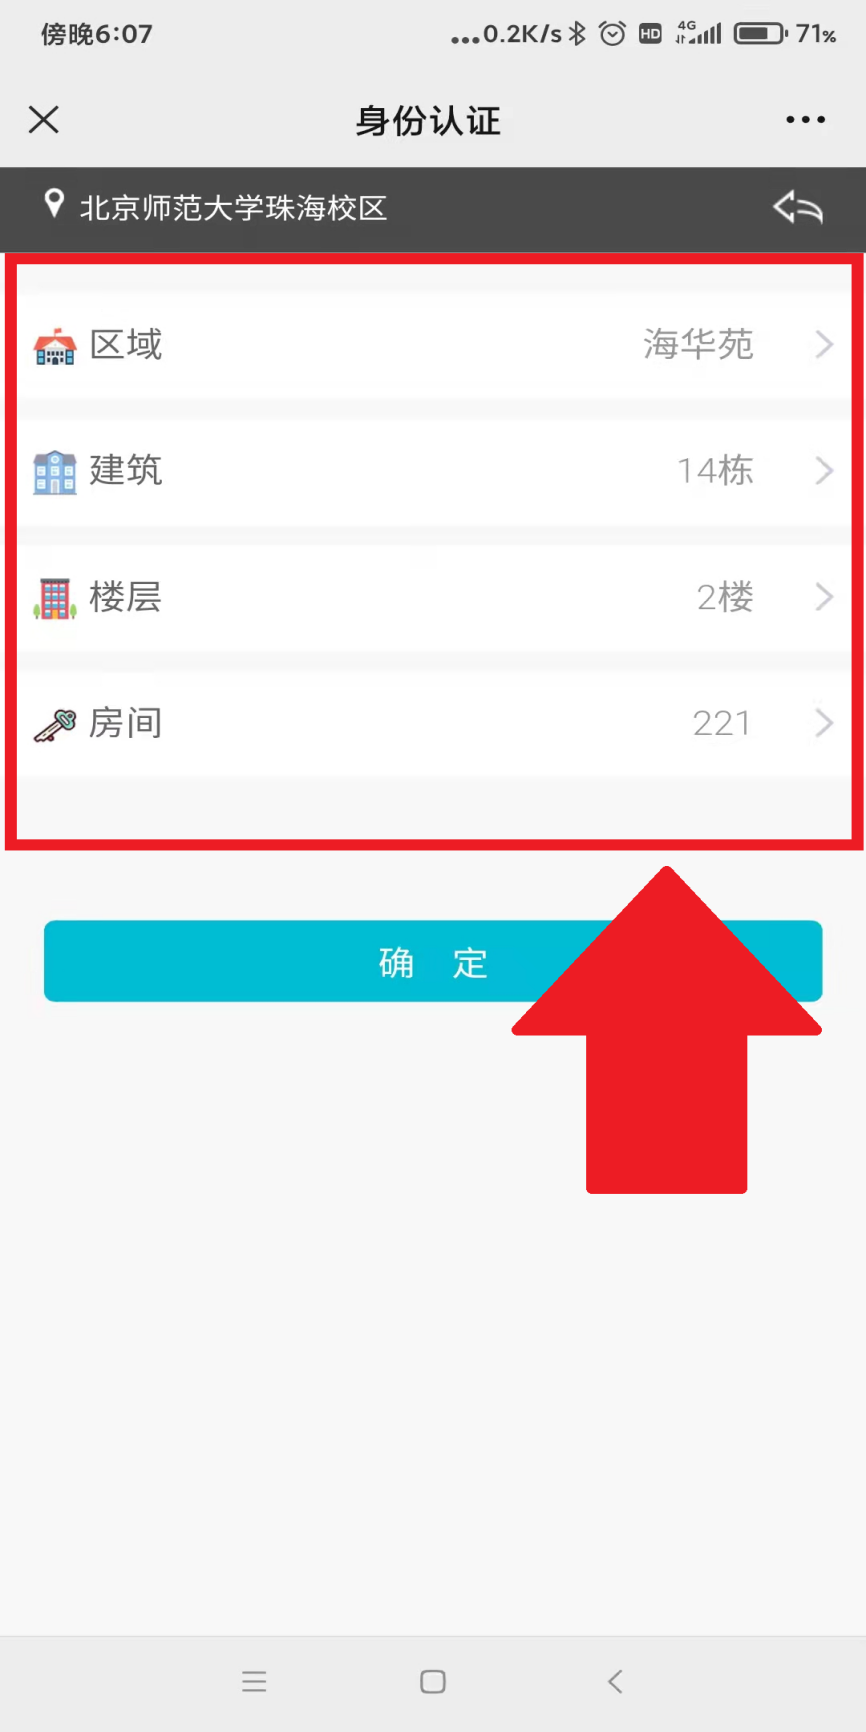 傍晚6:07 ...0.2K/s HD 4G 71%
身份认证
北京师范大学珠海校区
区域 海华苑
建筑 14栋
楼层 2楼
房间 221
确 定